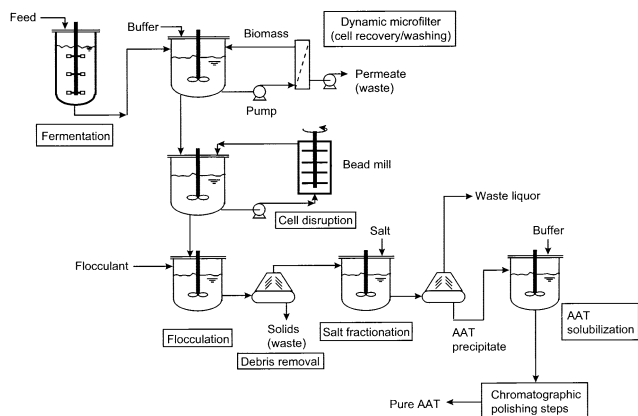 Feed
Buffer
Biomass
Dynamic microfilter
(cell recovery/washing)
Permeate
(waste)
Pump
Fermentation
Bead mill
Cell disruption
Waste liquor
Salt
Buffer
Flocculant
Solids
(waste)
AAT
precipitate
AAT
solubilization
Flocculation
Salt fractionation
Debris removal
Pure AAT
Chromatographic
polishing steps